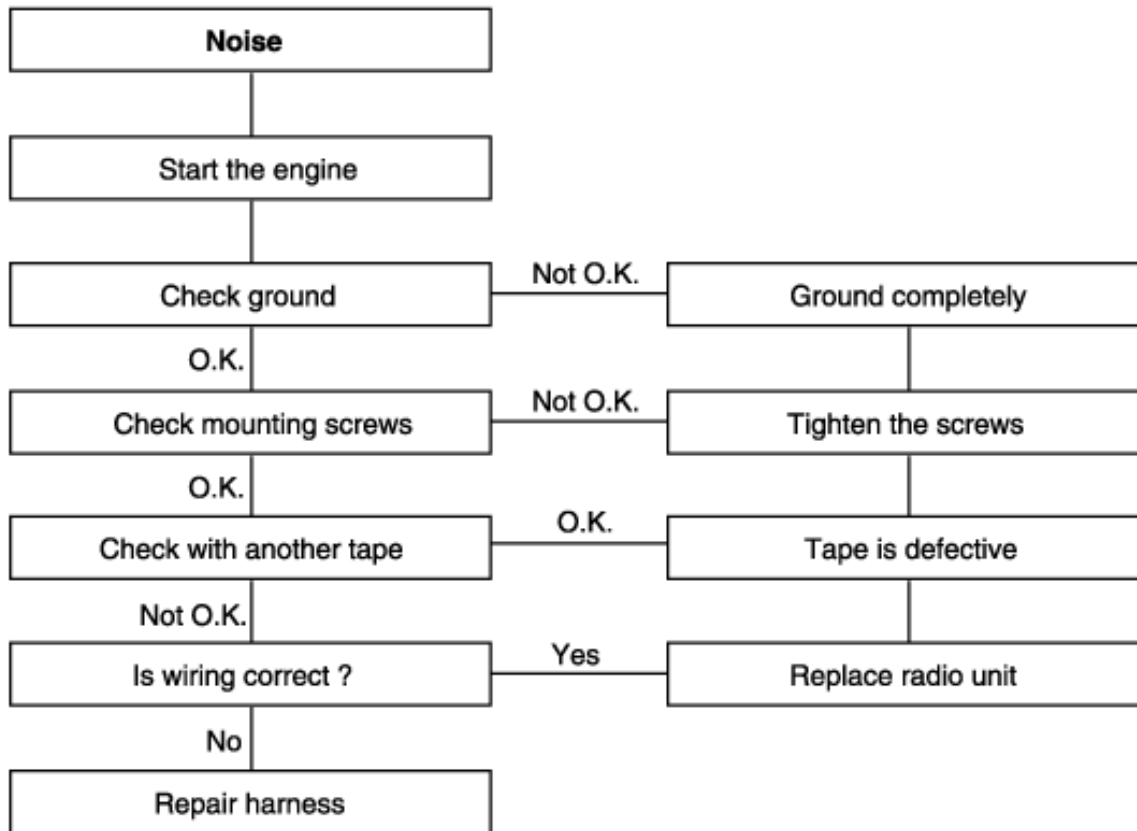 Noise
Start the engine
Check ground
Not O.K.
Ground completely
O.K.
Check mounting screws
Not O.K.
Tighten the screws
O.K.
Check with another tape
O.K.
Tape is defective
Not O.K.
Is wiring correct ?
Yes
Replace radio unit
No
Repair harness